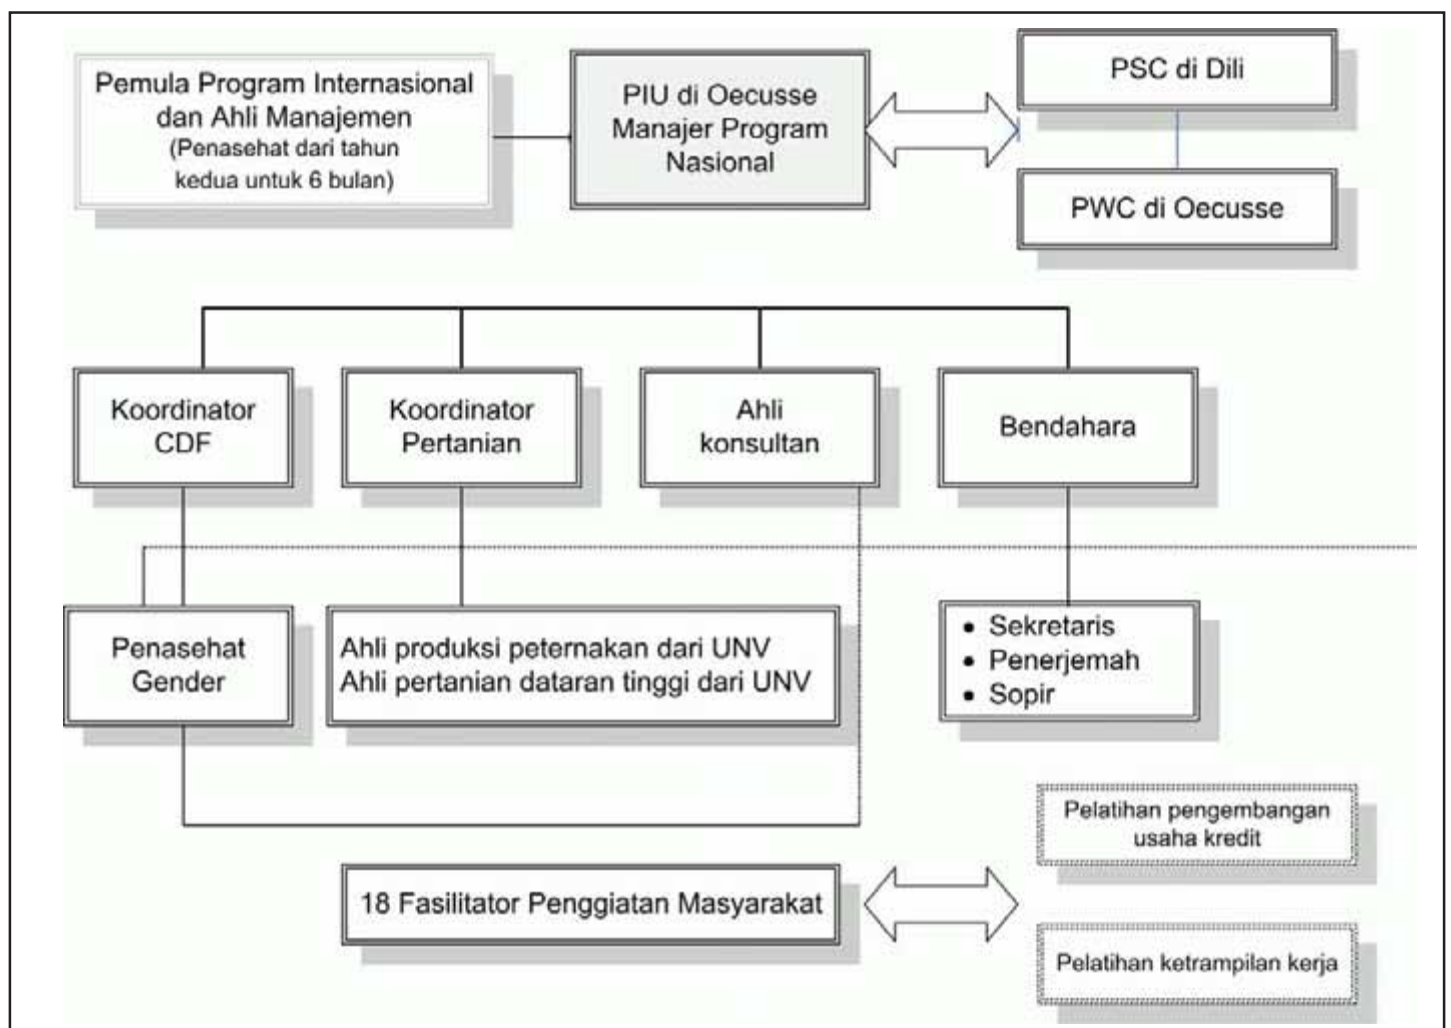 Pemula Program Internasional
dan Ahli Manajemen
(Penasehat dari tahun
kedua untuk 6 bulan)
PIU di Oecusse
Manajer Program
Nasional
PSC di Dili
PWC di Oecusse
Koordinator
CDF
Koordinator
Pertanian
Ahli
konsultan
Bendahara
Penasehat
Gender
Ahli produksi peternakan dari UNV
Ahli pertanian dataran tinggi dari UNV
• Sekretaris
• Penerjemah
• Sopir
Pelatihan pengembangan
usaha kredit
18 Fasilitator Penggiatan Masyarakat
Pelatihan ketrampilan kerja